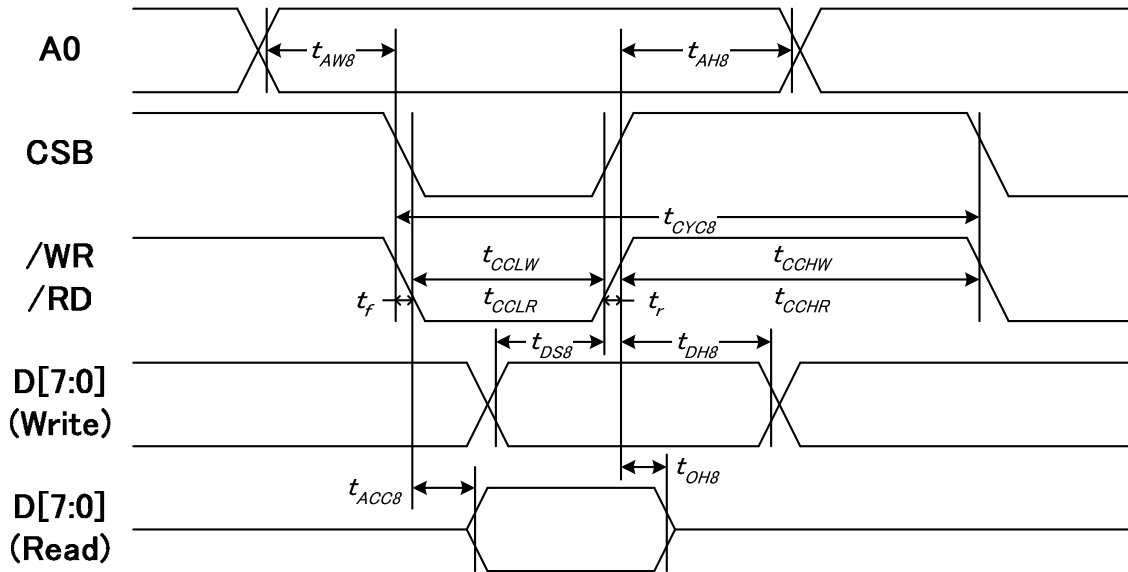 A0
tAW8
tAH8
CSB
tCYC8
/WR
/RD
tCCLW
tCCHW
tf
tCCLR
tr
tCCHR
tDS8
tDH8
D[7:0]
(Write)
tACC8
tOH8
D[7:0]
(Read)